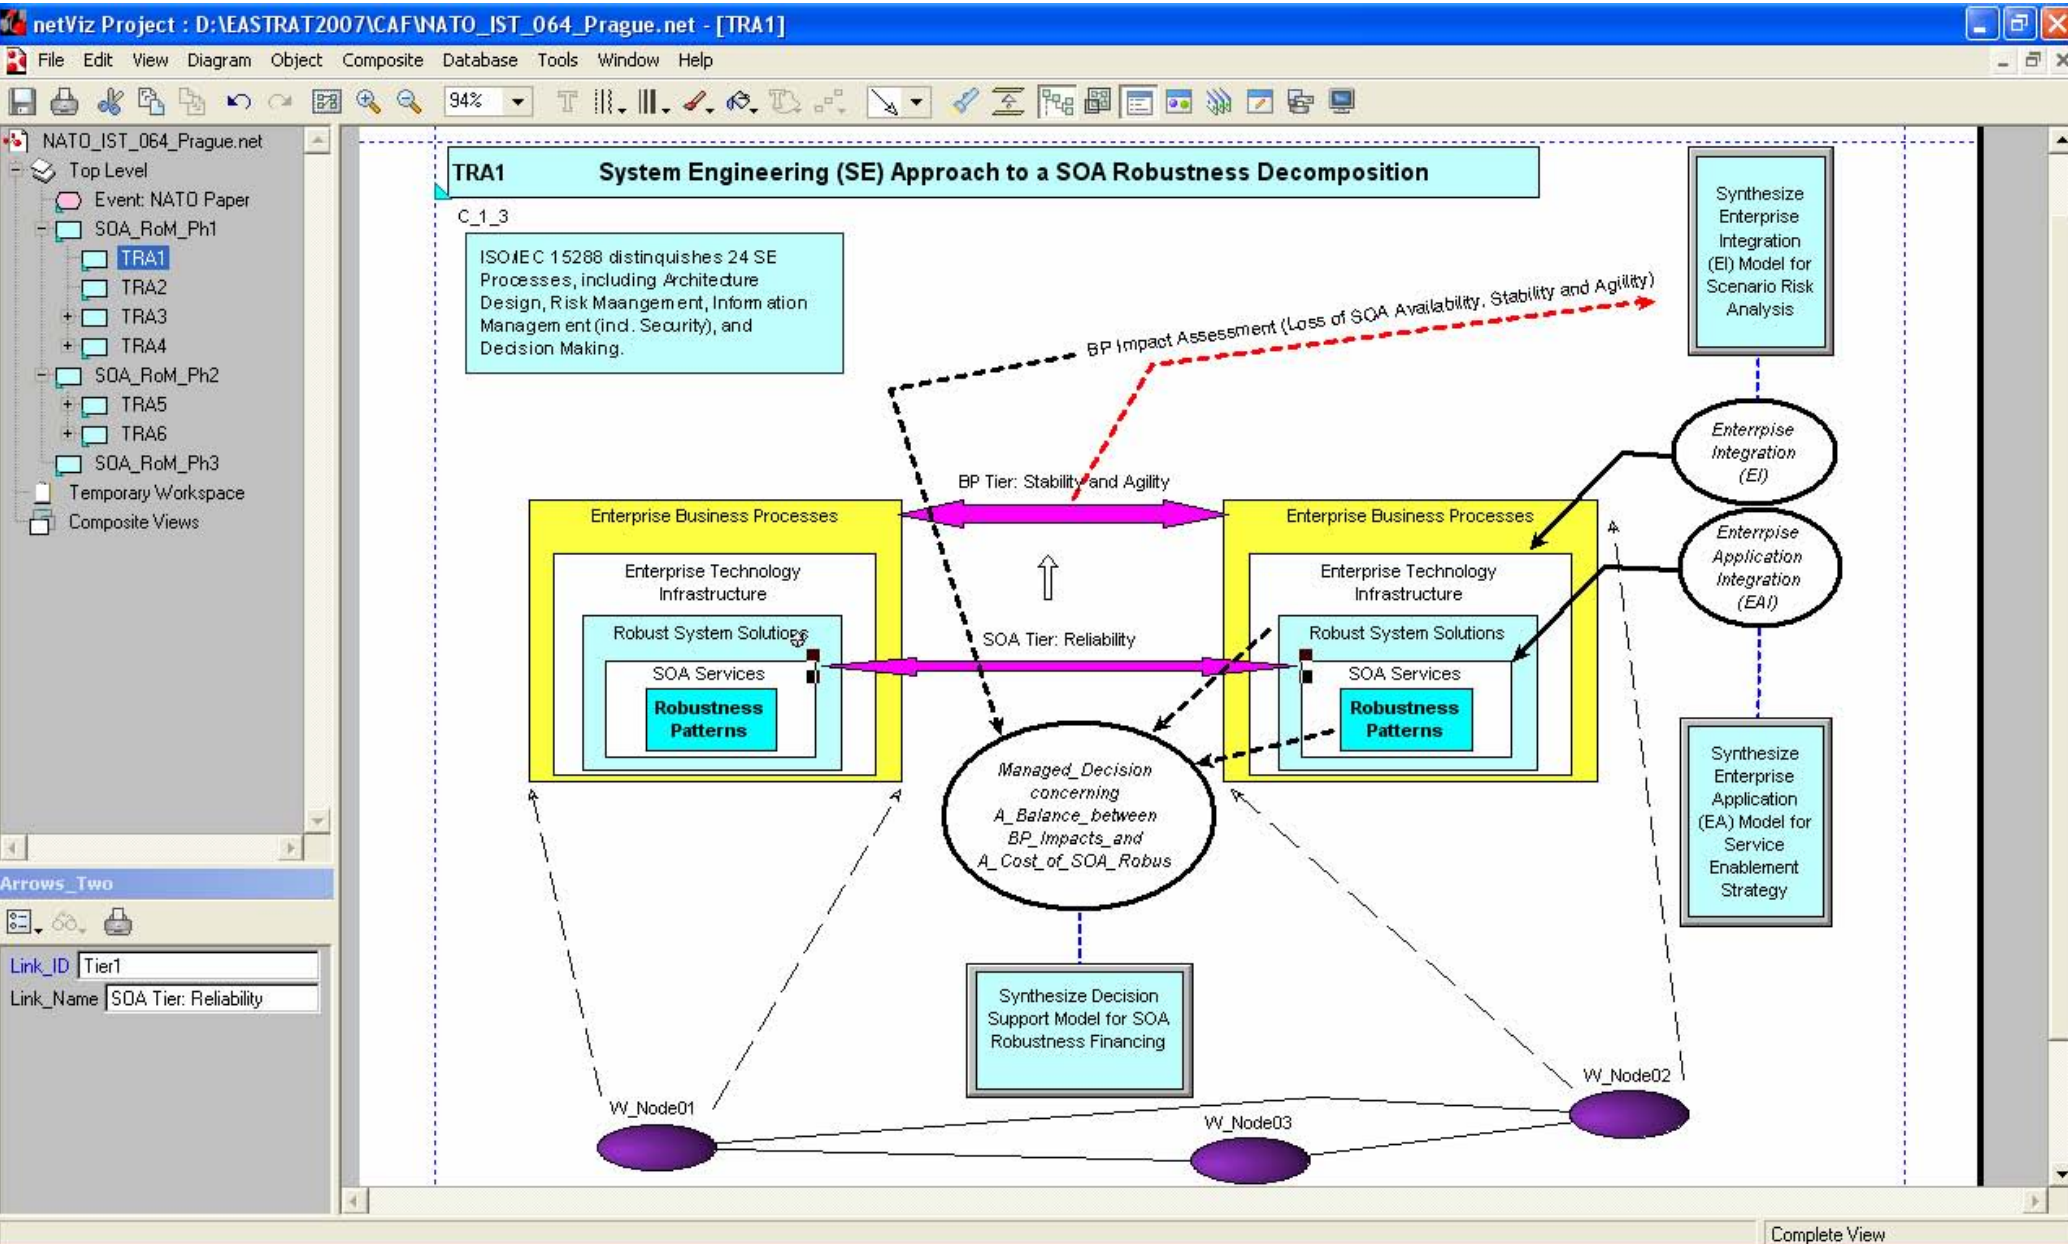 netViz Project : D:\EASTRAT2007\CAF\NATO_IST_064_Prague.net - [TRA1]
File Edit View Diagram Object Composite Database Tools Window Help
94%
NATO_IST_064_Prague.net
Top Level
Event: NATO Paper
SOA_RoM_Ph1
TRA1
TRA2
TRA3
TRA4
SOA_RoM_Ph2
TRA5
TRA6
SOA_RoM_Ph3
Temporary Workspace
Composite Views
Arrows_Two
Link_ID Tier1
Link_Name SOA Tier: Reliability
TRA1 System Engineering (SE) Approach to a SOA Robustness Decomposition
C_1_3
ISO/IEC 15288 distinquishes 24 SE
Processes, including Architecture
Design, Risk Maangement, Information
Management (incl. Security), and
Decision Making.
BP Impact Assessment (Loss of SOA Availability, Stability and Agility)
Synthesize
Enterprise
Integration
(EI) Model for
Scenario Risk
Analysis
Enterrpise
Integration
(EI)
Enterrpise
Application
Integration
(EAI)
Synthesize
Enterprise
Application
(EA) Model for
Service
Enablement
Strategy
BP Tier: Stability and Agility
SOA Tier: Reliability
Enterprise Business Processes
Enterprise Technology
Infrastructure
Robust System Solutions
SOA Services
Robustness
Patterns
Enterprise Business Processes
Enterprise Technology
Infrastructure
Robust System Solutions
SOA Services
Robustness
Patterns
Managed_Decision
concerning
A_Balance_between
BP_Impacts_and
A_Cost_of_SOA_Robus
Synthesize Decision
Support Model for SOA
Robustness Financing
W_Node01
W_Node03
W_Node02
Complete View